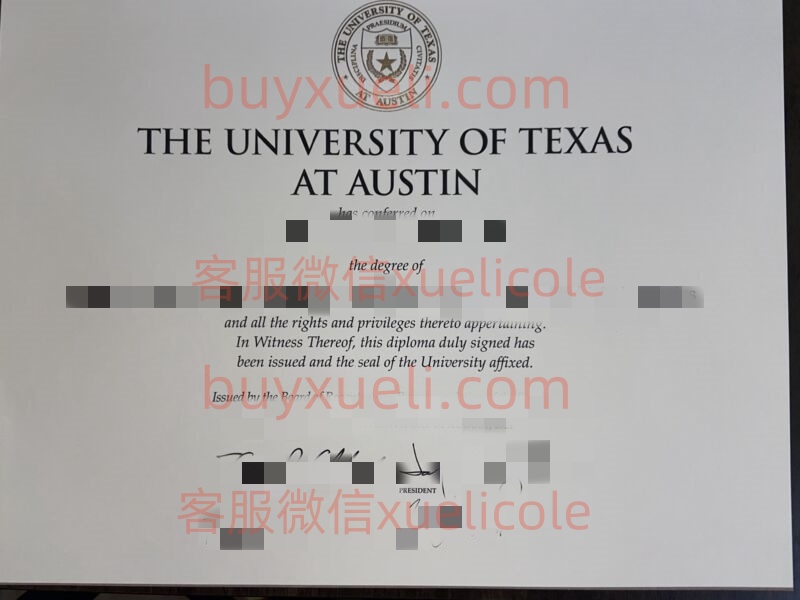 THE UNIVERSITY OF TEXAS
PRAESIDIUM
DISCIPLINA
CIVITATIS
AT AUSTIN
buyxueli.com
THE UNIVERSITY OF TEXAS
AT AUSTIN
has conferred on
the degree of
客服微信xuelicole
and all the rights and privileges thereto appertaining.
In Witness Thereof, this diploma duly signed has
been issued and the seal of the University affixed.
buyxueli.com
Issued by the Board of
PRESIDENT
客服微信xuelicole